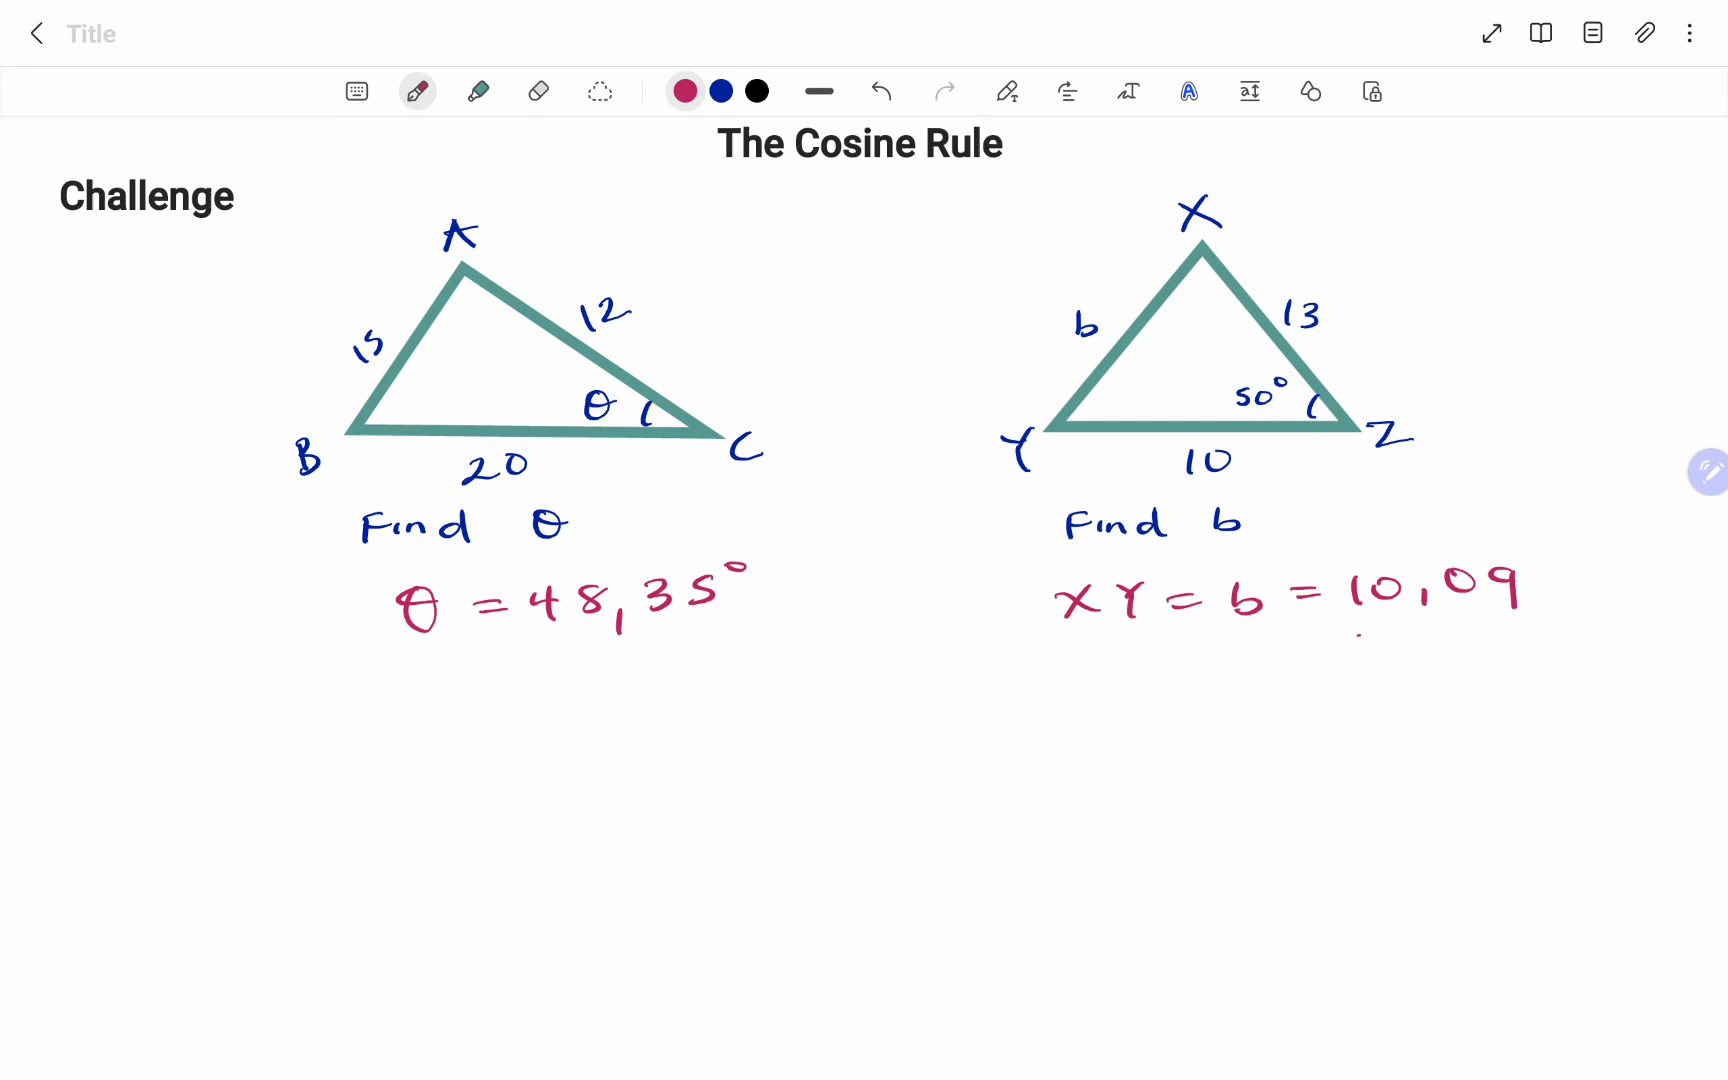 Title
The Cosine Rule
Challenge
A
X
12
13
15
b
θ
50°
B
C
Y
Z
20
10
Find θ
Find b
θ = 48,35°
XY = b = 10,09